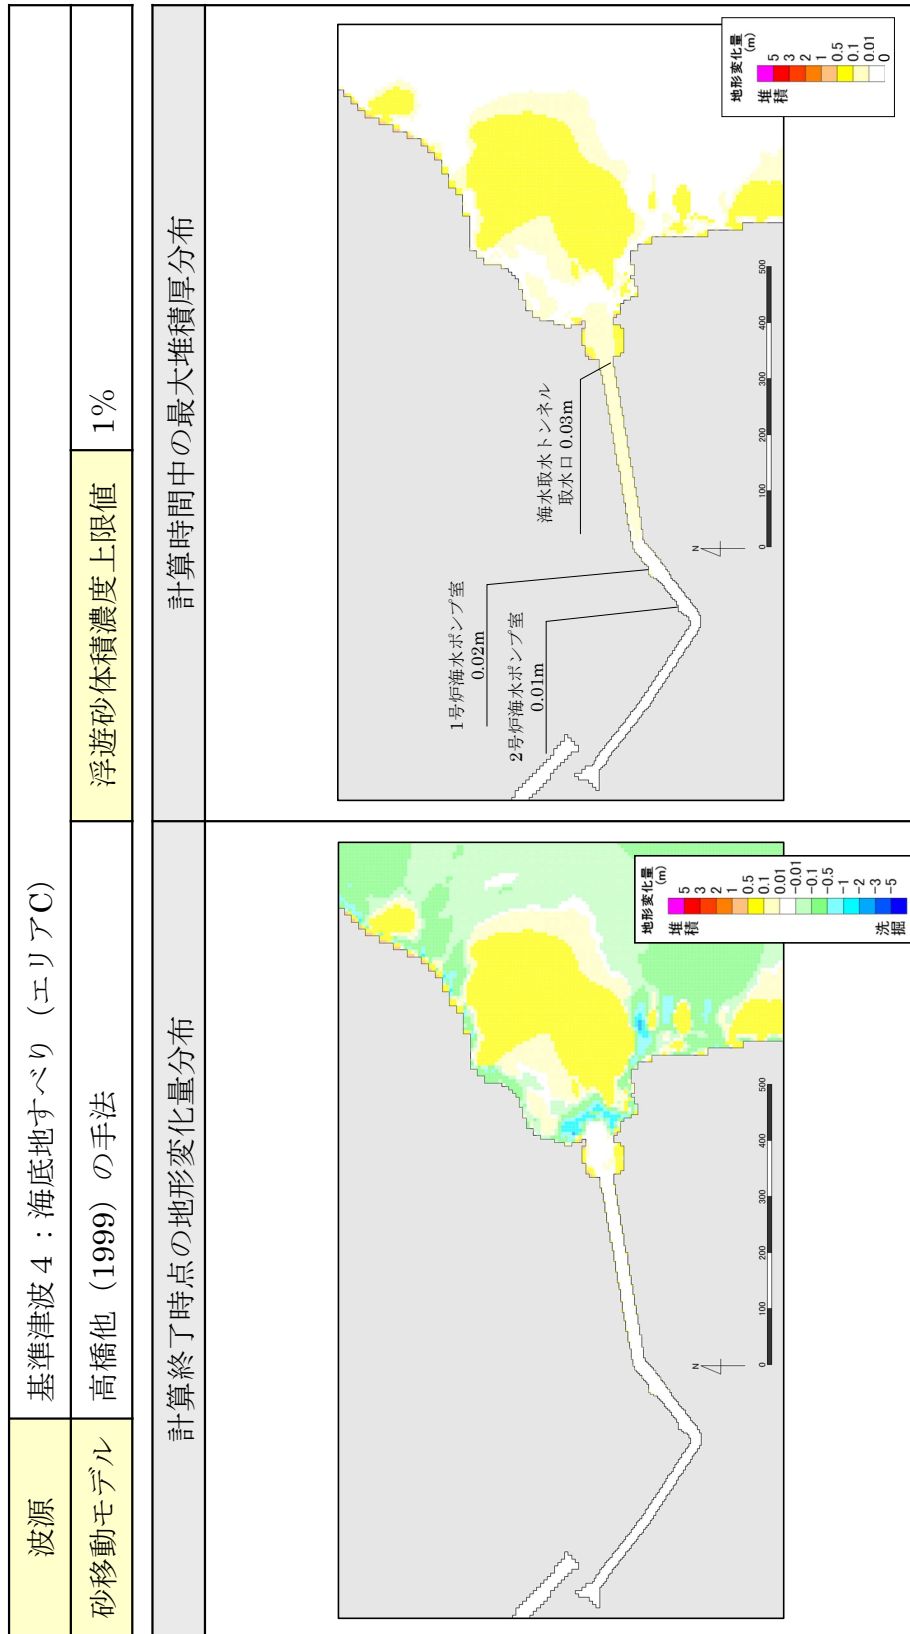 波源
基準津波4：海底地すべり（エリアC）
砂移動モデル
高橋他（1999）の手法
浮遊砂体積濃度上限値
1%
計算終了時点の地形変化量分布
計算時間中の最大堆積厚分布
N
0
100
200
300
400
500
地形変化量
(m)
堆積
5
3
2
1
0.5
0.1
0.01
-0.01
-0.1
-0.5
-1
-2
-3
-5
洗掘
1号炉海水ポンプ室
0.02m
2号炉海水ポンプ室
0.01m
海水取水トンネル
取水口 0.03m
N
0
100
200
300
400
500
地形変化量
(m)
堆積
5
3
2
1
0.5
0.1
0.01
0